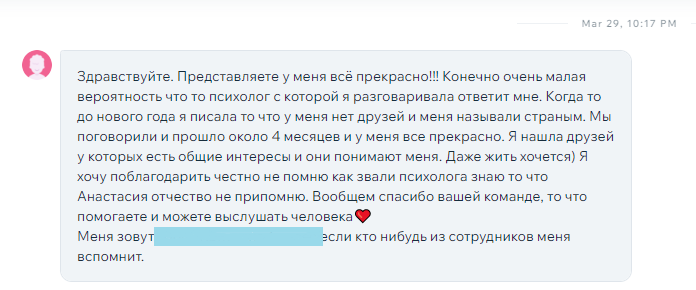 Mar 29, 10:17 PM
Здравствуйте. Представляете у меня всё прекрасно!!! Конечно очень малая
вероятность что то психолог с которой я разговаривала ответит мне. Когда то
до нового года я писала то что у меня нет друзей и меня называли страным. Мы
поговорили и прошло около 4 месяцев и у меня все прекрасно. Я нашла друзей
у которых есть общие интересы и они понимают меня. Даже жить хочется) Я
хочу поблагодарить честно не помню как звали психолога знаю то что
Анастасия отчество не припомню. Вообщем спасибо вашей команде, то что
помогаете и можете выслушать человека❤
Меня зовут если кто нибудь из сотрудников меня
вспомнит.